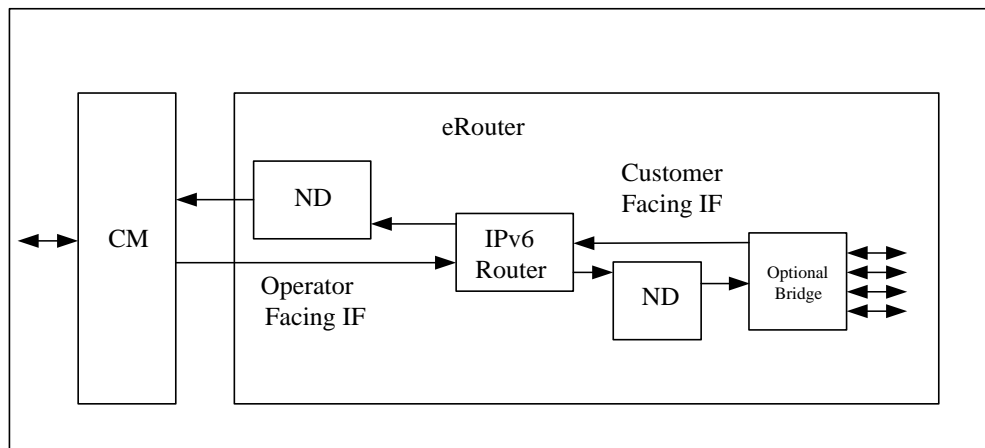 eRouter
Customer
Facing IF
ND
CM
IPv6
Router
Optional
Bridge
Operator
Facing IF
ND